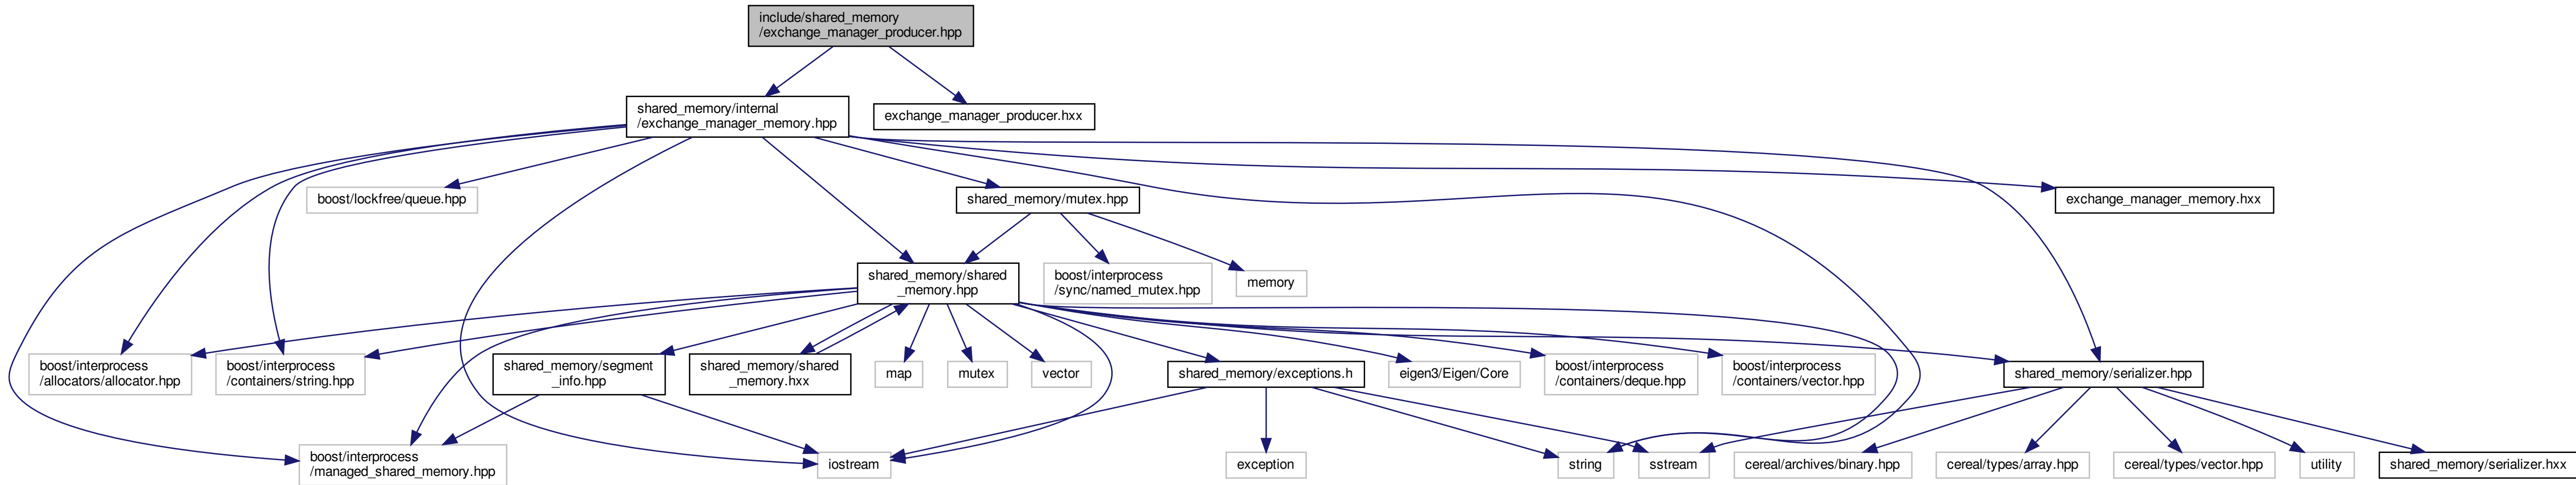 include/shared_memory
/exchange_manager_producer.hpp
shared_memory/internal
/exchange_manager_memory.hpp
exchange_manager_producer.hxx
boost/lockfree/queue.hpp
shared_memory/mutex.hpp
exchange_manager_memory.hxx
shared_memory/shared
_memory.hpp
boost/interprocess
/sync/named_mutex.hpp
memory
boost/interprocess
/allocators/allocator.hpp
boost/interprocess
/containers/string.hpp
shared_memory/segment
_info.hpp
shared_memory/shared
_memory.hxx
map
mutex
vector
shared_memory/exceptions.h
eigen3/Eigen/Core
boost/interprocess
/containers/deque.hpp
boost/interprocess
/containers/vector.hpp
shared_memory/serializer.hpp
boost/interprocess
/managed_shared_memory.hpp
iostream
exception
string
sstream
cereal/archives/binary.hpp
cereal/types/array.hpp
cereal/types/vector.hpp
utility
shared_memory/serializer.hxx